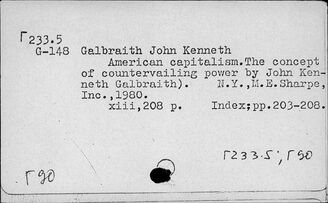 Г233.5
G-148 Galbraith John Kenneth
American capitalism.The concept
of countervailing power by John Ken-
neth Galbraith). N.Y.,M.E.Sharpe,
Inc.,1980.
xiii,208 p. Index;pp.203-208.
Г233.5; Г90
Г90